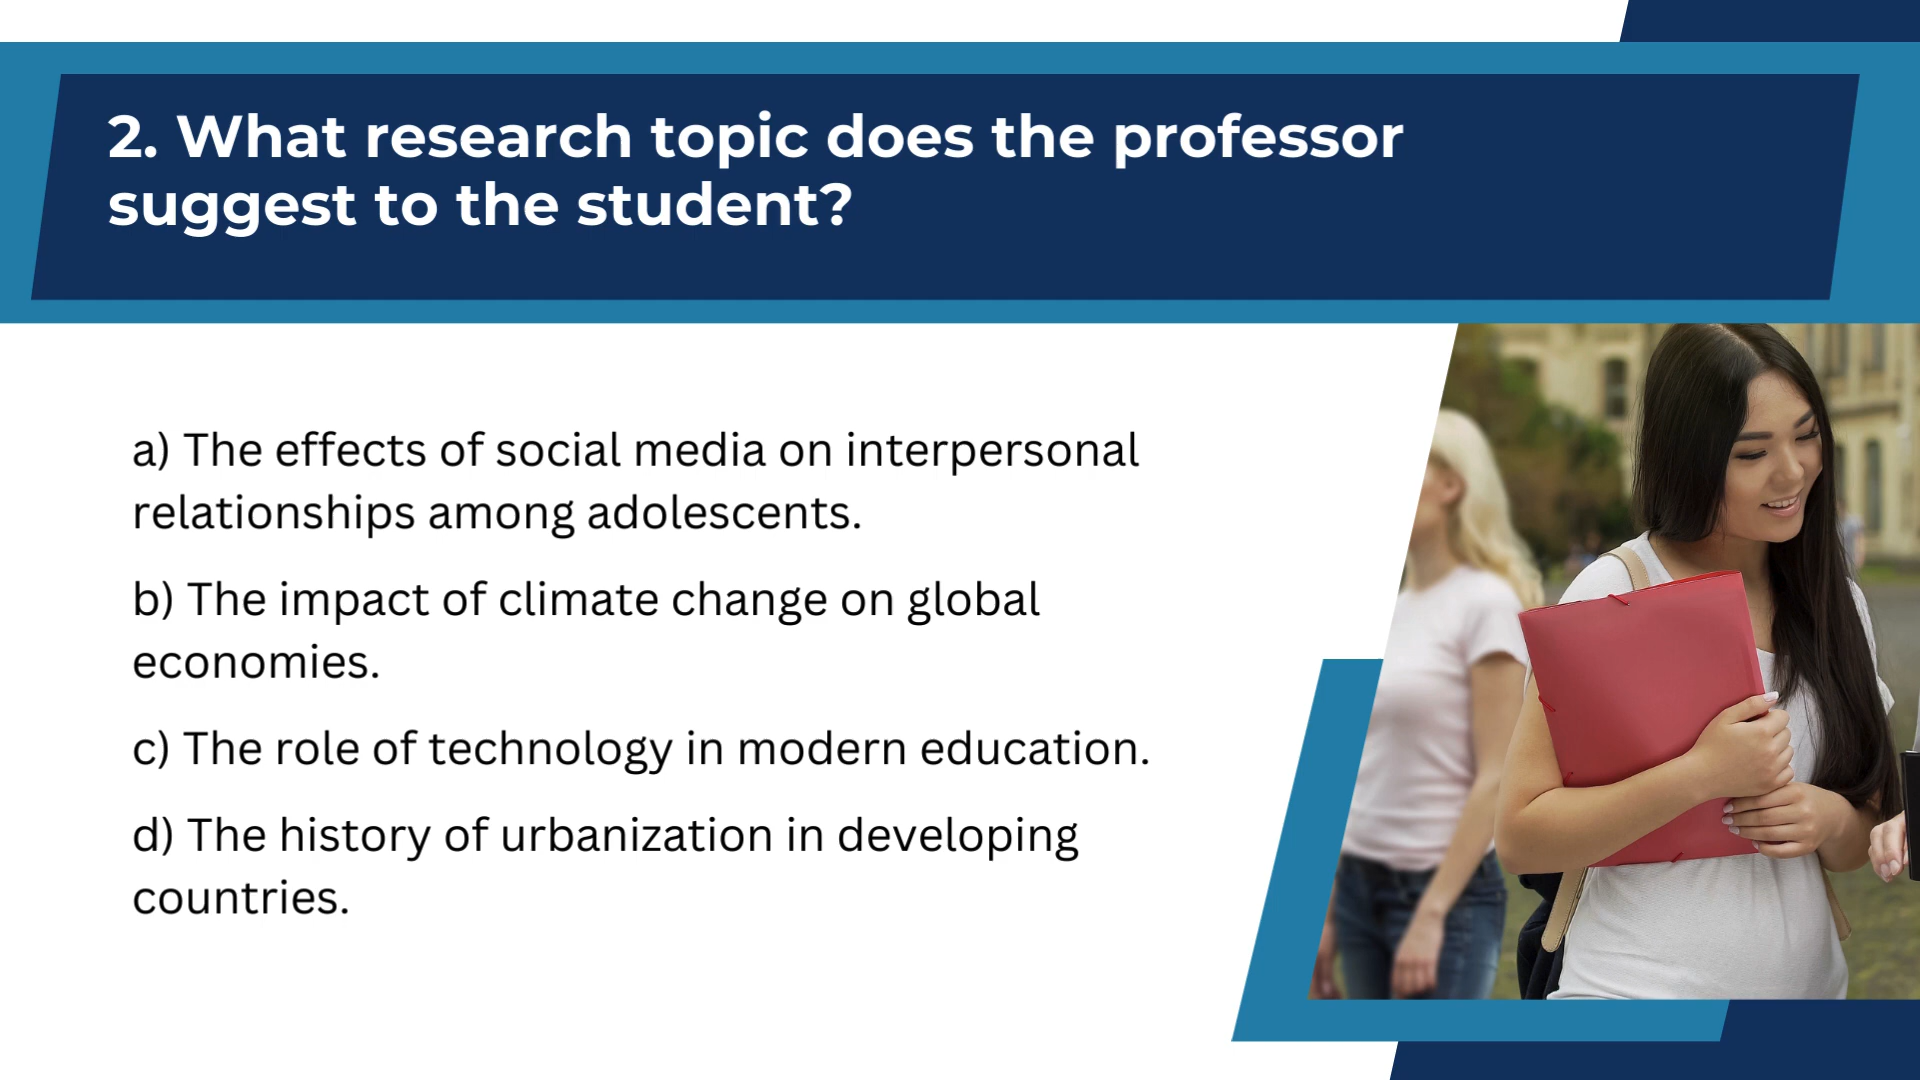 2. What research topic does the professor
suggest to the student?
a) The effects of social media on interpersonal
relationships among adolescents.
b) The impact of climate change on global
economies.
c) The role of technology in modern education.
d) The history of urbanization in developing
countries.